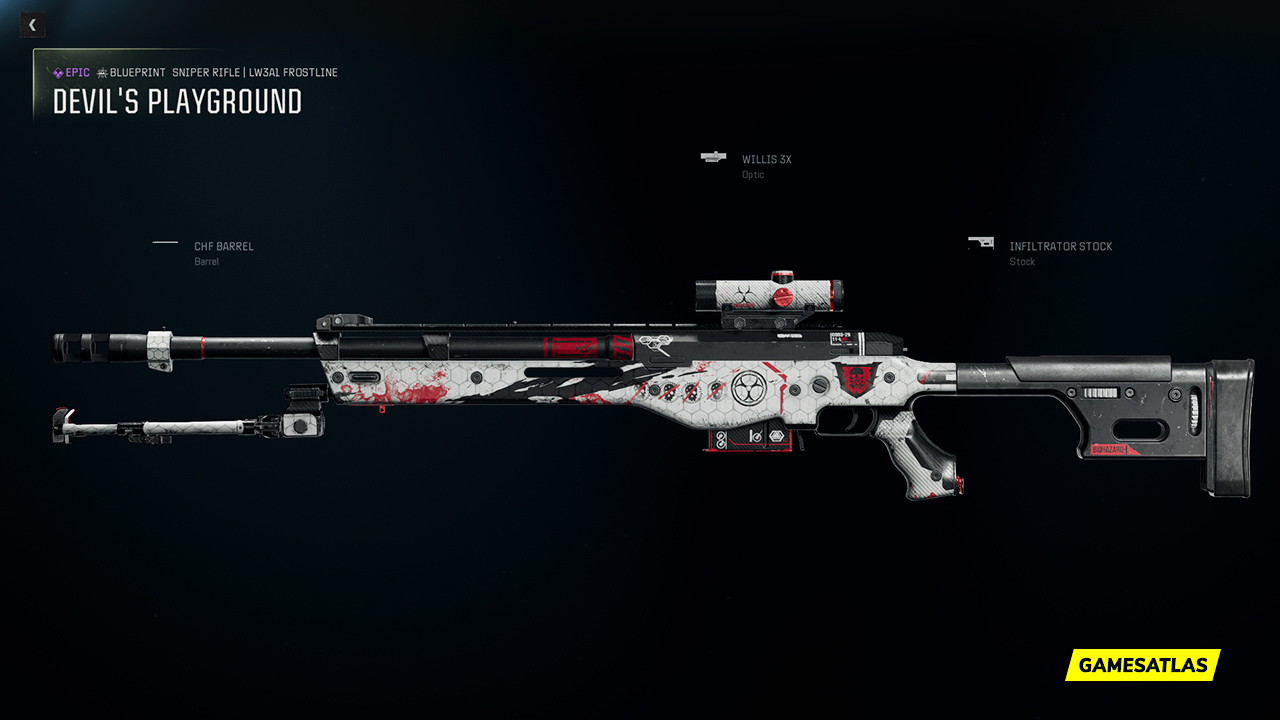 EPIC BLUEPRINT SNIPER RIFLE | LW3A1 FROSTLINE
DEVIL'S PLAYGROUND
WILLIS 3X
Optic
CHF BARREL
Barrel
INFILTRATOR STOCK
Stock
BIOHAZARD
GAMESATLAS